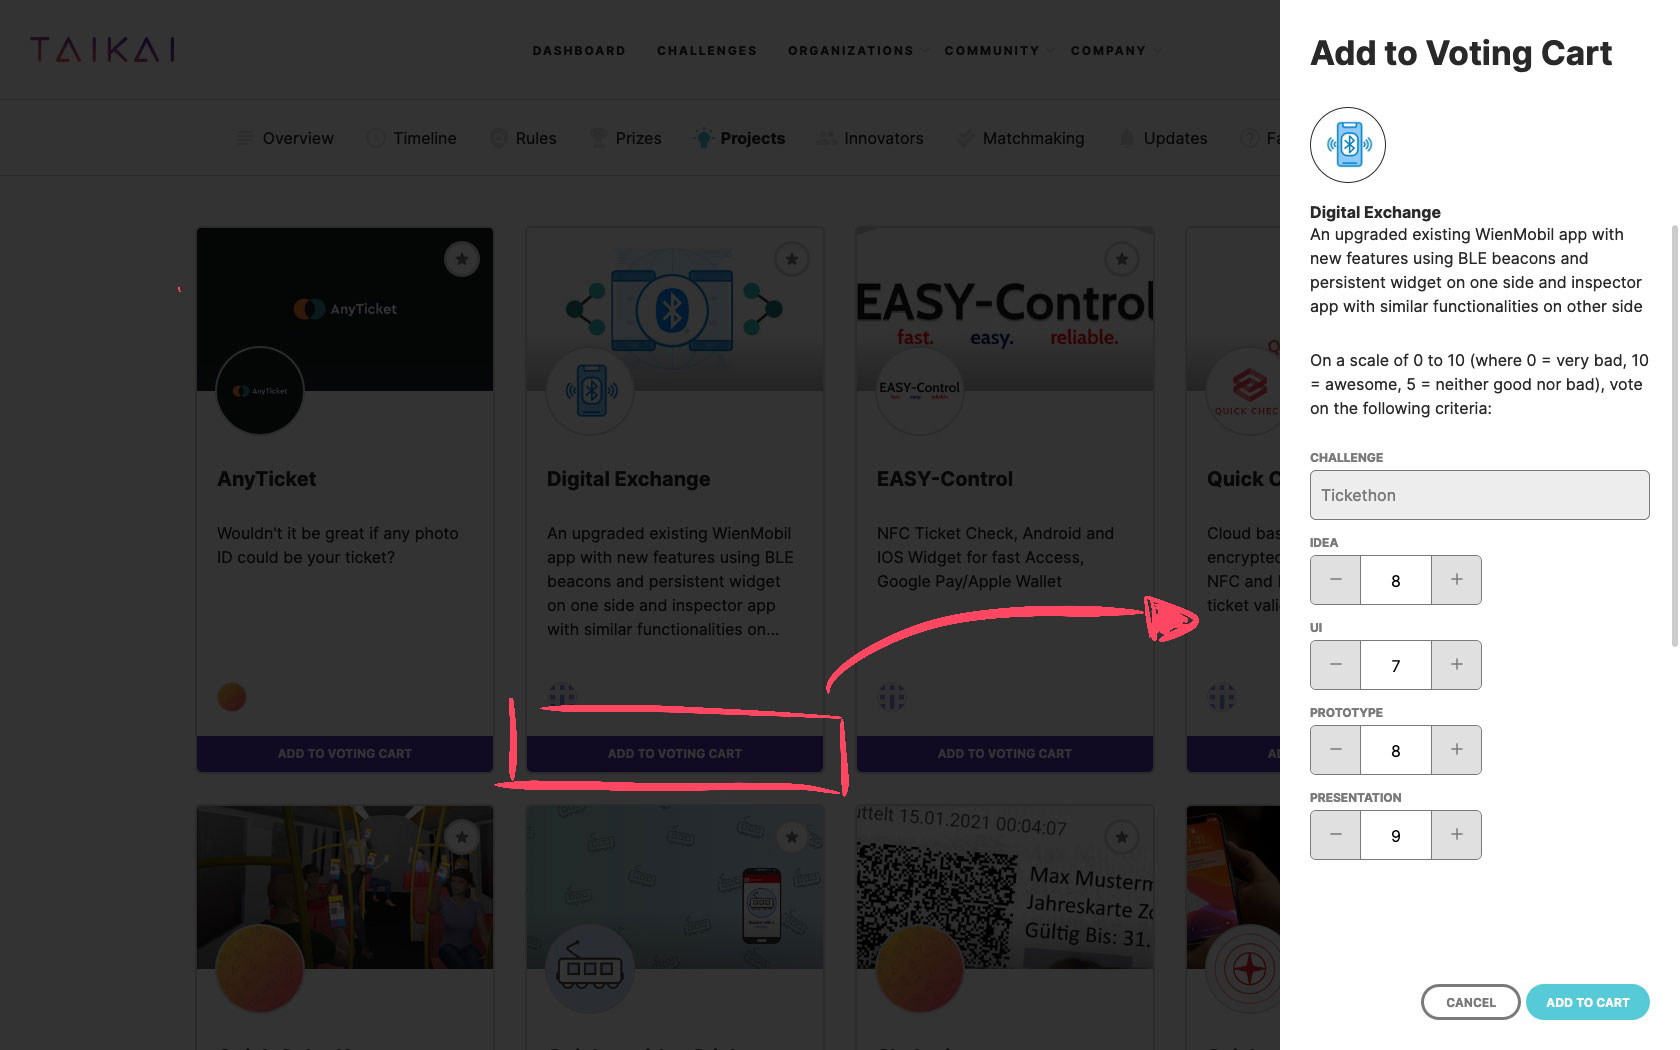 TAIKAI
DASHBOARD CHALLENGES ORGANIZATIONS COMMUNITY COMPANY
Overview Timeline Rules Prizes Projects Innovators Matchmaking Updates
AnyTicket
AnyTicket
AnyTicket
Wouldn't it be great if any photo
ID could be your ticket?
ADD TO VOTING CART
Digital Exchange
An upgraded existing WienMobil
app with new features using BLE
beacons and persistent widget
on one side and inspector app
with similar functionalities on...
ADD TO VOTING CART
EASY-Control
fast. easy. reliable.
EASY-Control
fast. easy. reliable.
EASY-Control
NFC Ticket Check, Android and
IOS Widget for fast Access,
Google Pay/Apple Wallet
ADD TO VOTING CART
QUICK CHEC
Quick C
Cloud bas
encrypted
NFC and
ticket vali
uttelt 15.01.2021 00:04:07
Max Musterm
Jahreskarte Zo
Gültig Bis: 31.
Add to Voting Cart
Digital Exchange
An upgraded existing WienMobil app with
new features using BLE beacons and
persistent widget on one side and inspector
app with similar functionalities on other side
On a scale of 0 to 10 (where 0 = very bad, 10
= awesome, 5 = neither good nor bad), vote
on the following criteria:
CHALLENGE
Tickethon
IDEA
− 8 +
UI
− 7 +
PROTOTYPE
− 8 +
PRESENTATION
− 9 +
CANCEL ADD TO CART